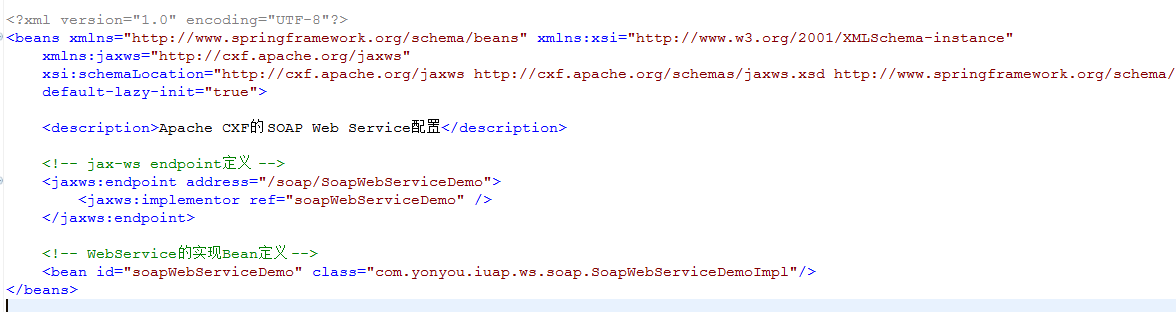 <?xml version="1.0" encoding="UTF-8"?>
<beans xmlns="http://www.springframework.org/schema/beans" xmlns:xsi="http://www.w3.org/2001/XMLSchema-instance"
xmlns:jaxws="http://cxf.apache.org/jaxws"
xsi:schemaLocation="http://cxf.apache.org/jaxws http://cxf.apache.org/schemas/jaxws.xsd http://www.springframework.org/schema/
default-lazy-init="true">
<description>Apache CXF的SOAP Web Service配置</description>
<!-- jax-ws endpoint定义 -->
<jaxws:endpoint address="/soap/SoapWebServiceDemo">
<jaxws:implementor ref="soapWebServiceDemo" />
</jaxws:endpoint>
<!-- WebService的实现Bean定义 -->
<bean id="soapWebServiceDemo" class="com.yonyou.iuap.ws.soap.SoapWebServiceDemoImpl"/>
</beans>